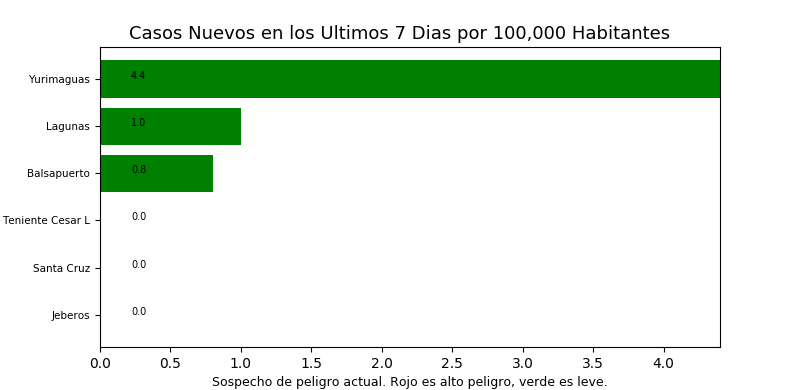 Casos Nuevos en los Ultimos 7 Dias por 100,000 Habitantes
Yurimaguas 4.4
Lagunas 1.0
Balsapuerto 0.8
Teniente Cesar L 0.0
Santa Cruz 0.0
Jeberos 0.0
0.0 0.5 1.0 1.5 2.0 2.5 3.0 3.5 4.0
Sospecho de peligro actual. Rojo es alto peligro, verde es leve.